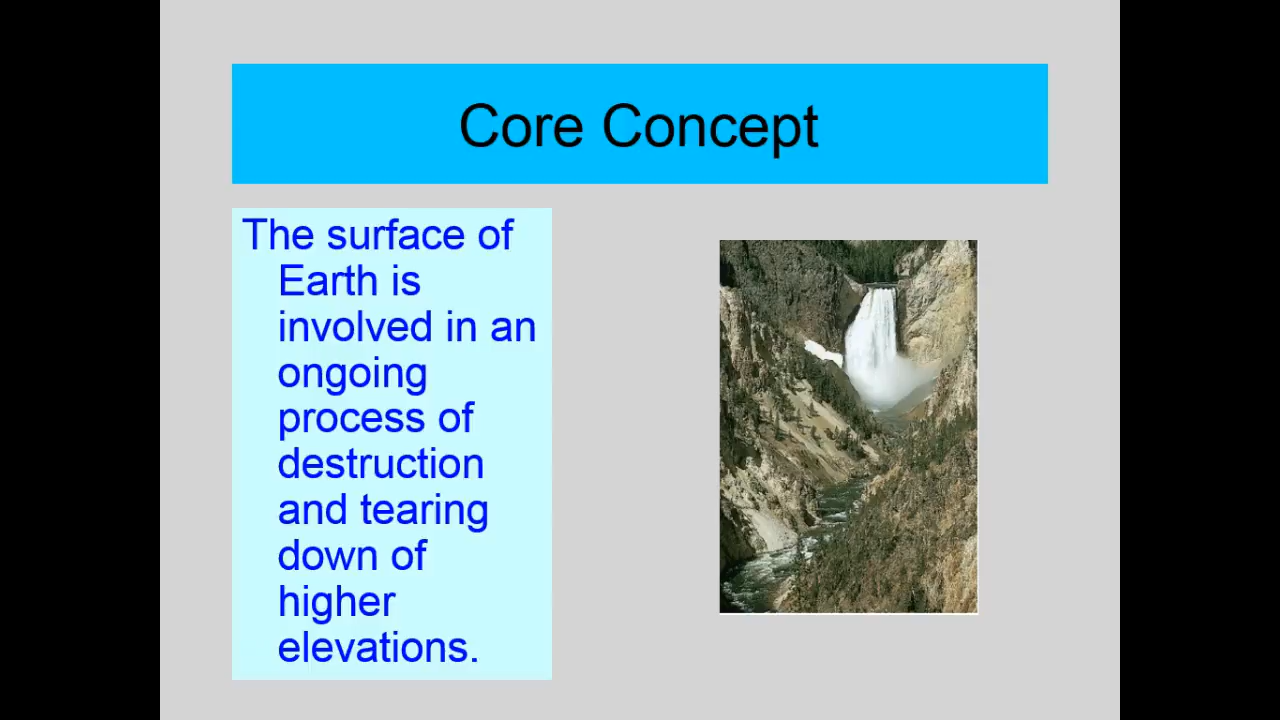 Core Concept
The surface of
Earth is
involved in an
ongoing
process of
destruction
and tearing
down of
higher
elevations.